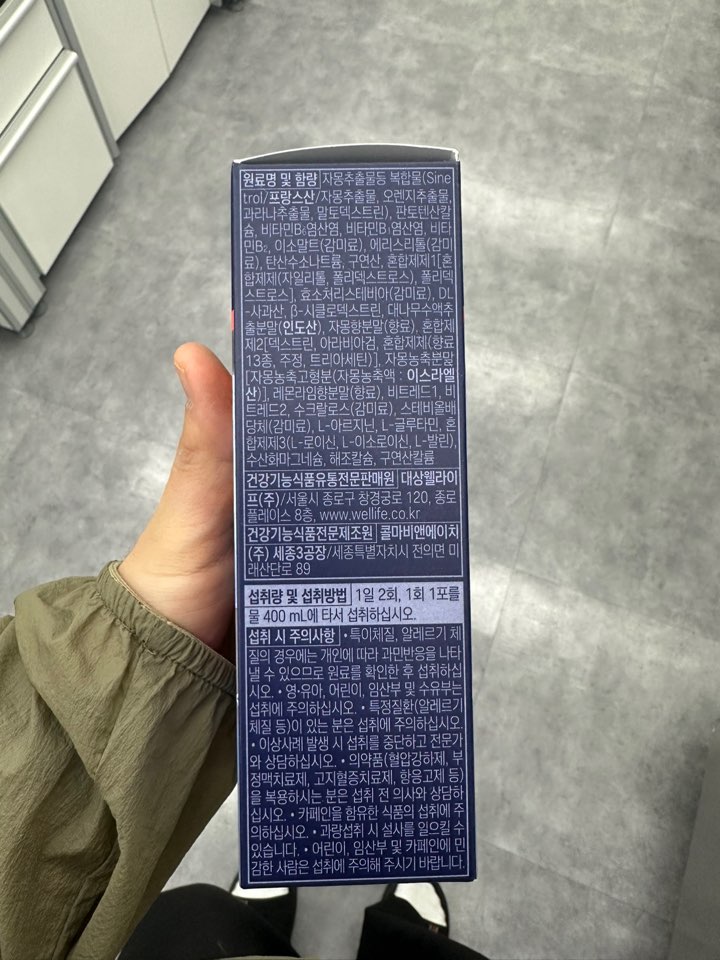 원료명 및 함량 자몽추출물등 복합물(Sine
trol/프랑스산/자몽추출물, 오렌지추출물,
과라나추출물, 말토덱스트린), 판토텐산칼
슘, 비타민B₆염산염, 비타민B₁염산염, 비타
민B₂, 이소말트(감미료), 에리스리톨(감미
료), 탄산수소나트륨, 구연산, 혼합제제1[혼
합제제(자일리톨, 폴리덱스트로스), 폴리덱
스트로스], 효소처리스테비아(감미료), DL
-사과산, β-시클로덱스트린, 대나무수액추
출분말(인도산), 자몽향분말(향료), 혼합제
제2[덱스트린, 아라비아검, 혼합제제(향료
13종, 주정, 트리아세틴)], 자몽농축분말
[자몽농축고형분(자몽농축액 : 이스라엘
산)], 레몬라임향분말(향료), 비트레드1, 비
트레드2, 수크랄로스(감미료), 스테비올배
당체(감미료), L-아르지닌, L-글루타민, 혼
합제제3(L-로이신, L-이소로이신, L-발린),
수산화마그네슘, 해조칼슘, 구연산칼륨
건강기능식품유통전문판매원 대상웰라이
프(주)/서울시 종로구 창경궁로 120, 종로
플레이스 8층, www.wellife.co.kr
건강기능식품전문제조원 콜마비앤에이치
(주) 세종3공장/세종특별자치시 전의면 미
래산단로 89
섭취량 및 섭취방법 1일 2회, 1회 1포를
물 400 mL에 타서 섭취하십시오.
섭취 시 주의사항 • 특이체질, 알레르기 체
질의 경우에는 개인에 따라 과민반응을 나타
낼 수 있으므로 원료를 확인한 후 섭취하십
시오. • 영·유아, 어린이, 임산부 및 수유부는
섭취에 주의하십시오. • 특정질환(알레르기
체질 등)이 있는 분은 섭취에 주의하십시오.
• 이상사례 발생 시 섭취를 중단하고 전문가
와 상담하십시오. • 의약품(혈압강하제, 부
정맥치료제, 고지혈증치료제, 항응고제 등)
을 복용하시는 분은 섭취 전 의사와 상담하
십시오. • 카페인을 함유한 식품의 섭취에 주
의하십시오. • 과량섭취 시 설사를 일으킬 수
있습니다. • 어린이, 임산부 및 카페인에 민
감한 사람은 섭취에 주의해 주시기 바랍니다.